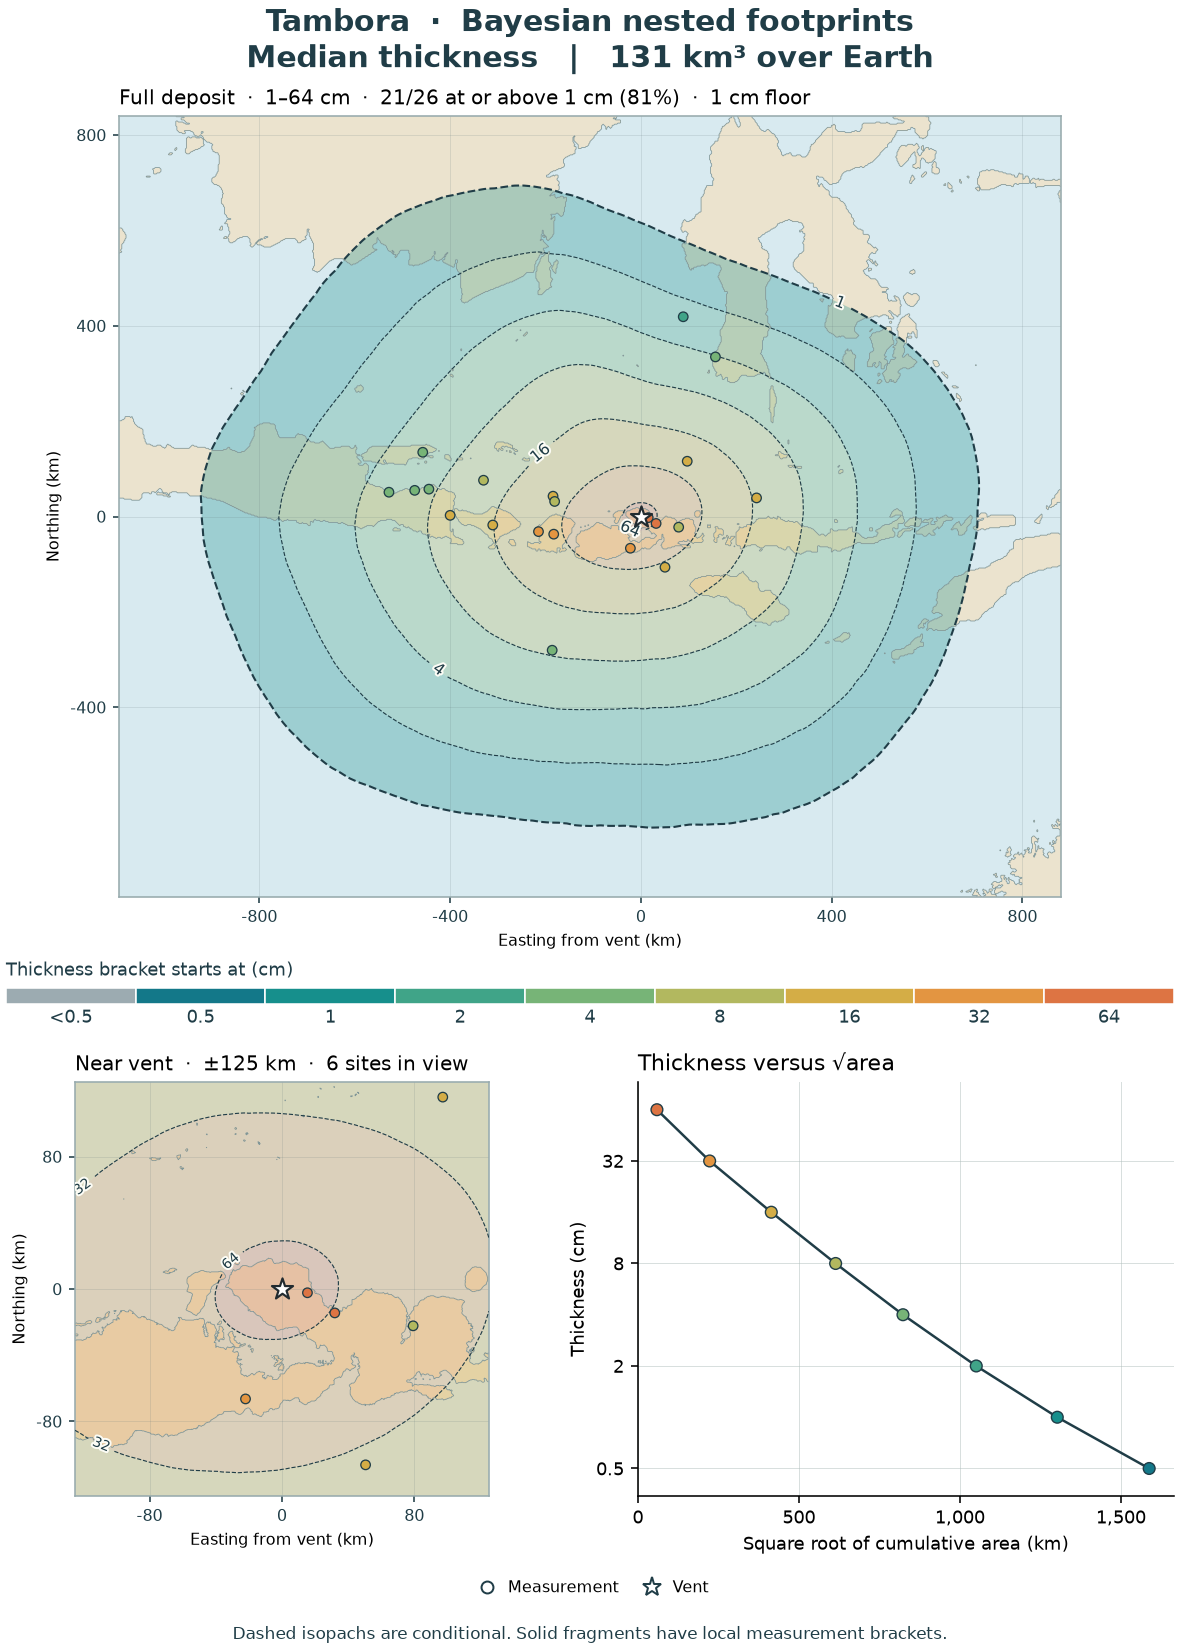 Tambora · Bayesian nested footprints
Median thickness | 131 km³ over Earth
Full deposit · 1–64 cm · 21/26 at or above 1 cm (81%) · 1 cm floor
800
400
0
-400
Northing (km)
1
16
64
4
-800
-400
0
400
800
Easting from vent (km)
Thickness bracket starts at (cm)
<0.5
0.5
1
2
4
8
16
32
64
Near vent · ±125 km · 6 sites in view
80
0
-80
Northing (km)
32
64
32
-80
0
80
Easting from vent (km)
Thickness versus √area
32
8
2
0.5
Thickness (cm)
0
500
1,000
1,500
Square root of cumulative area (km)
Measurement
Vent
Dashed isopachs are conditional. Solid fragments have local measurement brackets.